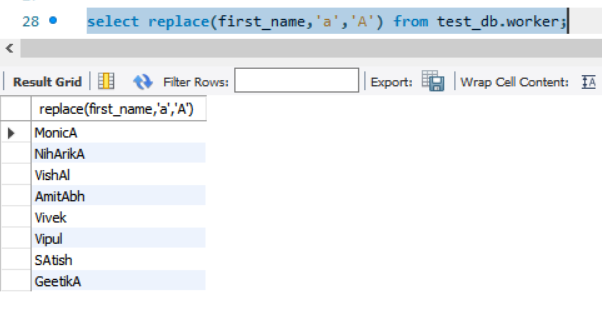 28 select replace(first_name,'a','A') from test_db.worker;
Result Grid Filter Rows: Export: Wrap Cell Content: IA
replace(first_name,'a','A')
MonicA
NihArikA
VishAl
AmitAbh
Vivek
Vipul
SAtish
GeetikA